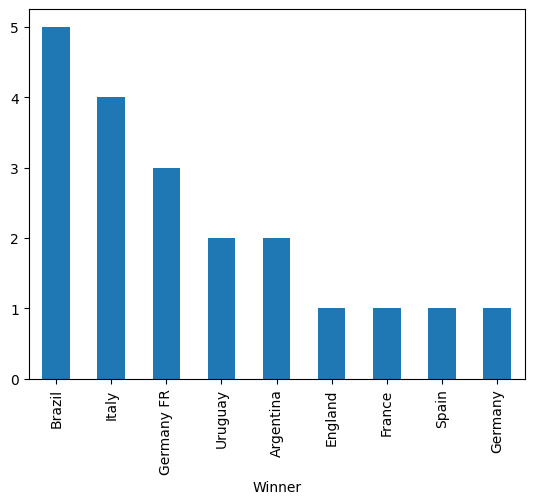 5
4
3
2
1
0
Brazil
Italy
Germany FR
Uruguay
Argentina
England
France
Spain
Germany
Winner